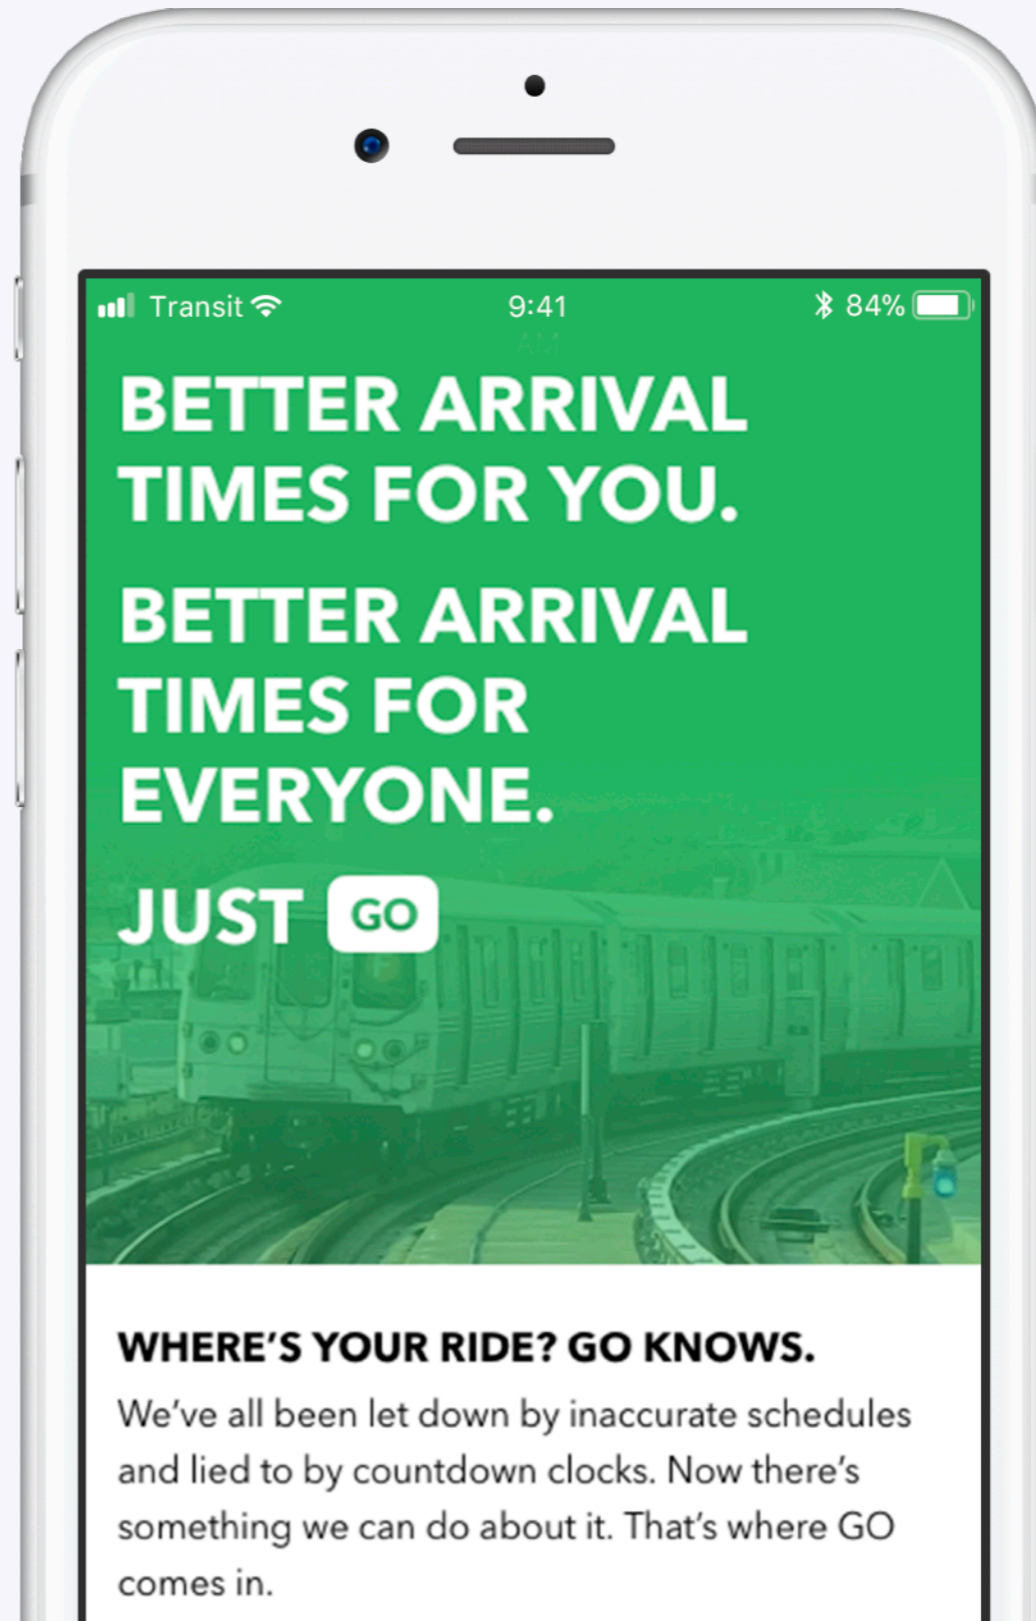 Transit 9:41 84%
AM
BETTER ARRIVAL
TIMES FOR YOU.
BETTER ARRIVAL
TIMES FOR
EVERYONE.
JUST GO
F
WHERE'S YOUR RIDE? GO KNOWS.
We've all been let down by inaccurate schedules
and lied to by countdown clocks. Now there's
something we can do about it. That's where GO
comes in.